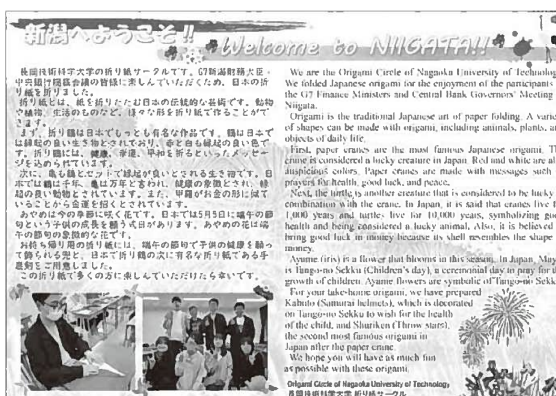 新潟へようこそ!!
Welcome to NIIGATA!!
長岡技術科学大学の折り紙サークルです。G7新潟財務大臣・
中央銀行総裁会議の皆様に楽しんでいただくため、日本の折
り紙を折りました。
折り紙とは、紙を折りたたむ日本の伝統的な芸術です。動物
や植物、生活のものなど、様々な形を折り紙で作ることがで
きます。
まず、折り鶴は日本でもっとも有名な作品です。鶴は日本で
は縁起の良い生き物とされており、赤と白も縁起の良い色で
す。折り鶴には、健康、幸運、平和を祈るといったメッセー
ジを込められています。
次に、亀も鶴とセットで縁起が良いとされる生き物です。日
本では鶴は千年、亀は万年と言われ、健康の象徴とされ、縁
起の良い動物とされています。また、甲羅がお金の形に似て
いることから金運を招くとされています。
あやめは今の季節に咲く花です。日本では5月5日に端午の節
句という子供の成長を願う式日があります。あやめの花は端
午の節句の象徴的な花です。
お持ち帰り用の折り紙には、端午の節句で子供の健康を願っ
て飾られる兜と、日本で折り鶴の次に有名な折り紙である手
裏剣をご用意しました。
この折り紙で多くの方に楽しんでいただけたら幸いです。
We are the Origami Circle of Nagaoka University of Technology
We folded Japanese origami for the enjoyment of the participants
the G7 Finance Ministers and Central Bank Governors' Meeting
Niigata.
Origami is the traditional Japanese art of paper folding. A varie
of shapes can be made with origami, including animals, plants, a
objects of daily life.
First, paper cranes are the most famous Japanese origami. T
crane is considered a lucky creature in Japan. Red and white are al
auspicious colors. Paper cranes are made with messages such
prayers for health, good luck, and peace.
Next, the turtle is another creature that is considered to be lucky
combination with the crane. In Japan, it is said that cranes live f
1,000 years and turtles live for 10,000 years, symbolizing go
health and being considered a lucky animal. Also, it is believed
bring good luck in money because its shell resembles the shape
money.
Ayame (iris) is a flower that blooms in this season. In Japan, May
is Tango-no Sekku (Children's day), a ceremonial day to pray for t
growth of children. Ayame flowers are symbolic of Tango-no Sekk
For your take-home origami, we have prepared
Kabuto (Samurai helmets), which is decorated
on Tango-no Sekku to wish for the health
of the child, and Shuriken (Throw stars),
the second most famous origami in
Japan after the paper crane.
We hope you will have as much fun
as possible with these origami.
Origami Circle of Nagaoka University of Technology
長岡技術科学大学 折り紙サークル